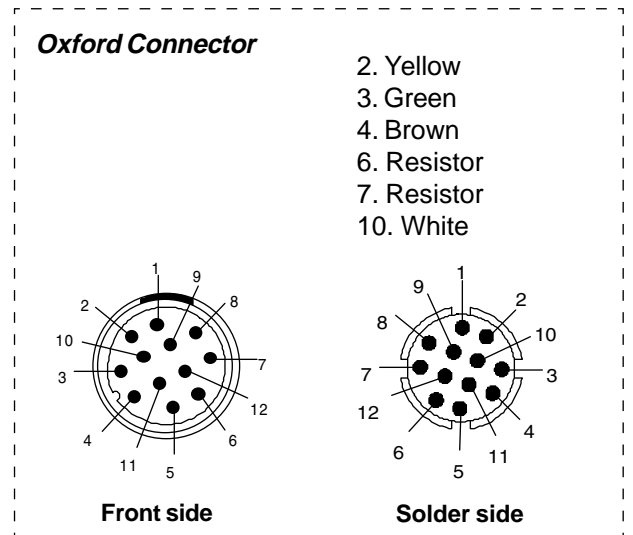 Oxford Connector
2. Yellow
3. Green
4. Brown
6. Resistor
7. Resistor
10. White
1
9
2
8
10
3
7
12
4
6
11
5
Front side
1
9
2
8
10
7
3
12
4
6
11
5
Solder side